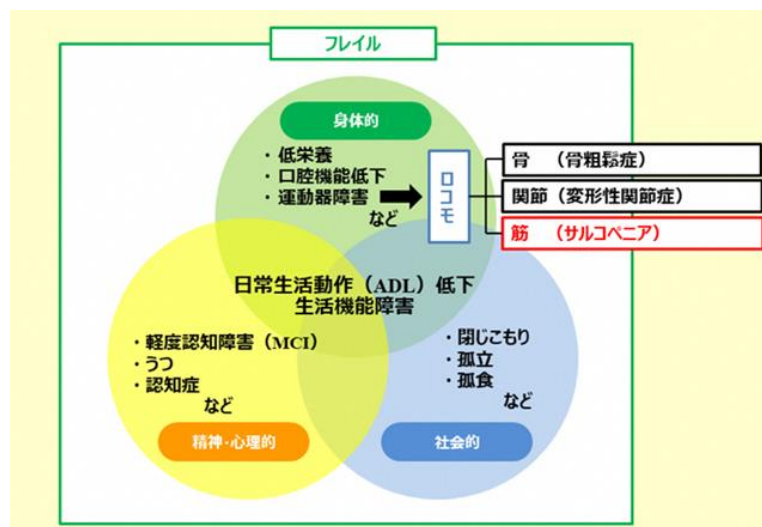 フレイル
身体的
・低栄養
・口腔機能低下
・運動器障害
など
ロコモ
骨 （骨粗鬆症）
関節（変形性関節症）
筋 （サルコペニア）
日常生活動作（ADL）低下
生活機能障害
・軽度認知障害（MCI）
・うつ
・認知症
など
精神・心理的
・閉じこもり
・孤立
・孤食
など
社会的